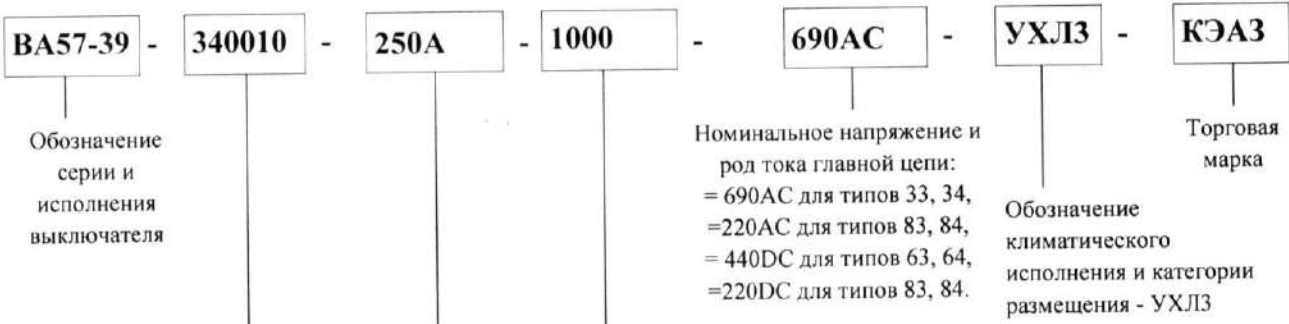 ВА57-39 - 340010 - 250А - 1000 - 690АС - УХЛ3 - КЭАЗ
Обозначение
серии и
исполнения
выключателя
Номинальное напряжение и
род тока главной цепи:
= 690АС для типов 33, 34,
=220АС для типов 83, 84,
= 440DC для типов 63, 64,
=220DC для типов 83, 84.
Обозначение
климатического
исполнения и категории
размещения - УХЛ3
Торговая
марка